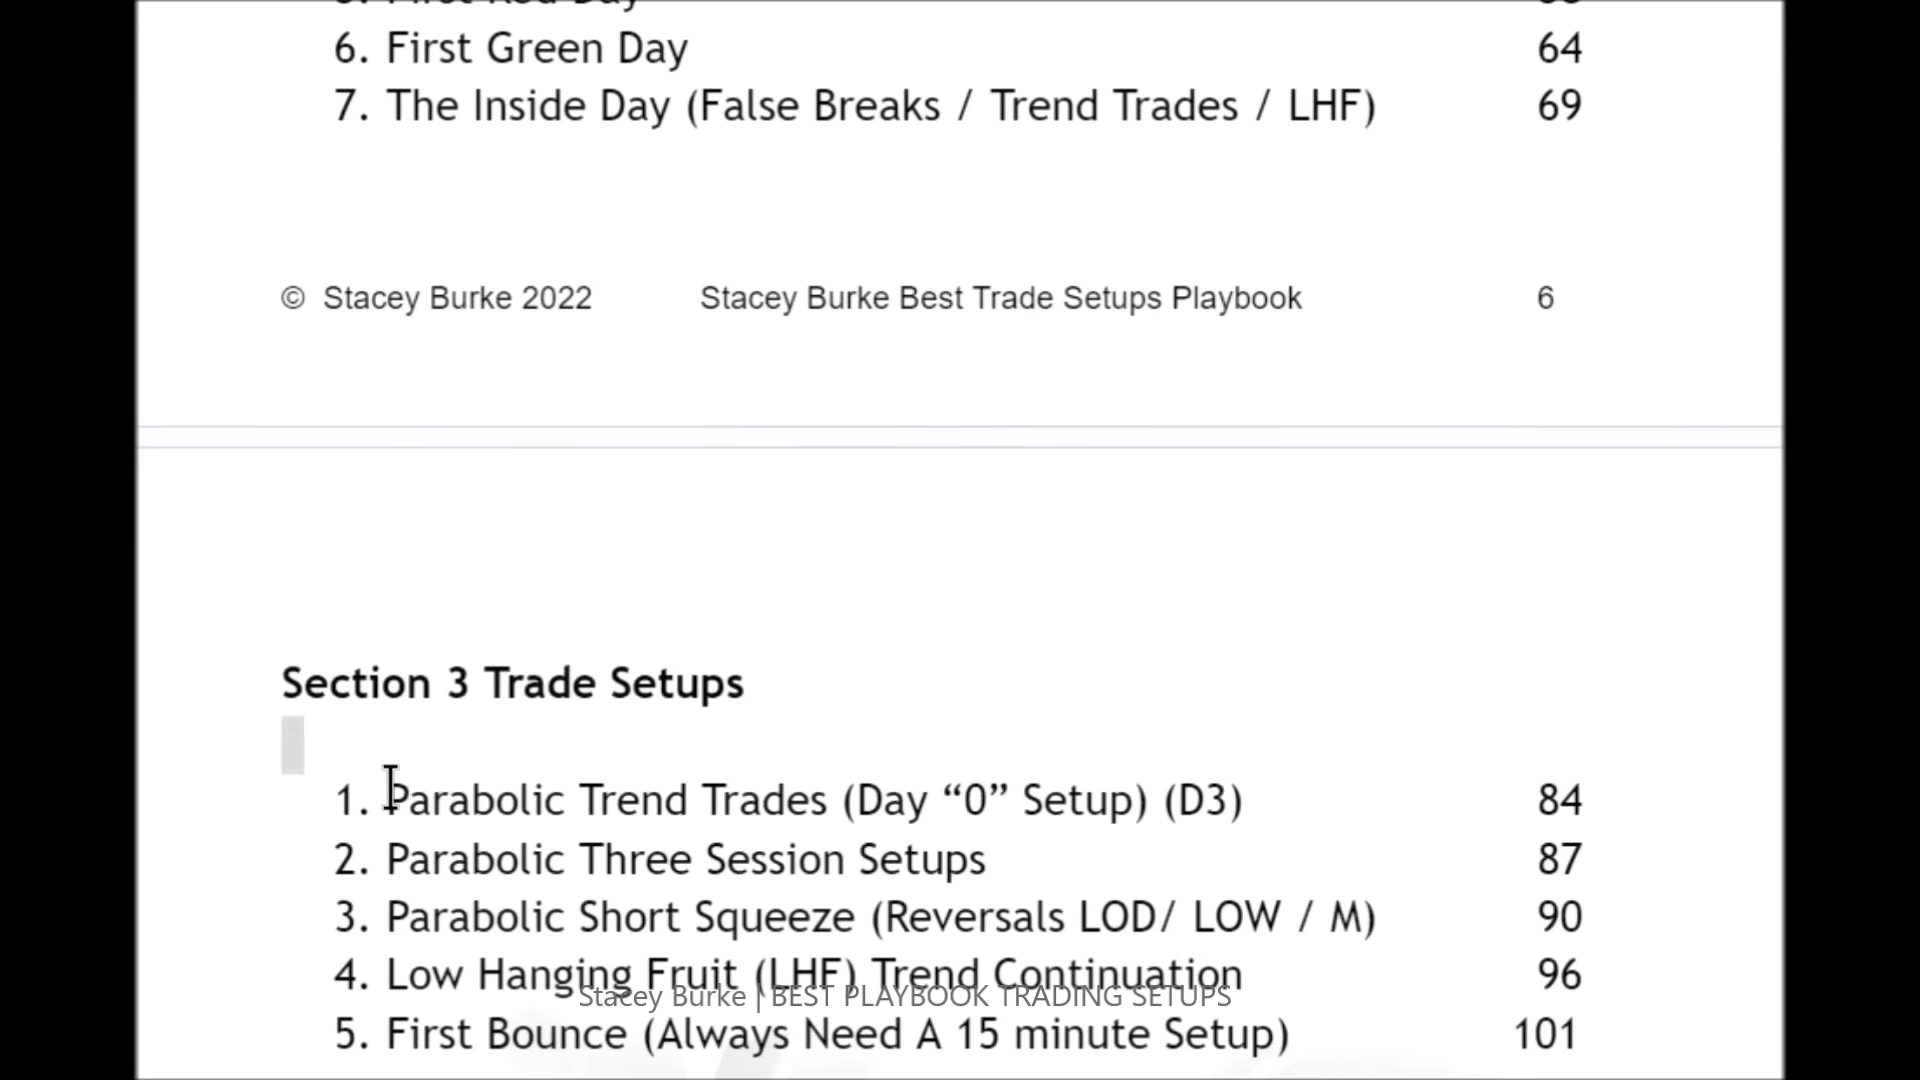 6. First Green Day 64
7. The Inside Day (False Breaks / Trend Trades / LHF) 69
© Stacey Burke 2022 Stacey Burke Best Trade Setups Playbook 6
Section 3 Trade Setups
1. Parabolic Trend Trades (Day “0” Setup) (D3) 84
2. Parabolic Three Session Setups 87
3. Parabolic Short Squeeze (Reversals LOD/ LOW / M) 90
4. Low Hanging Fruit (LHF) Trend Continuation 96
Stacey Burke | BEST PLAYBOOK TRADING SETUPS
5. First Bounce (Always Need A 15 minute Setup) 101